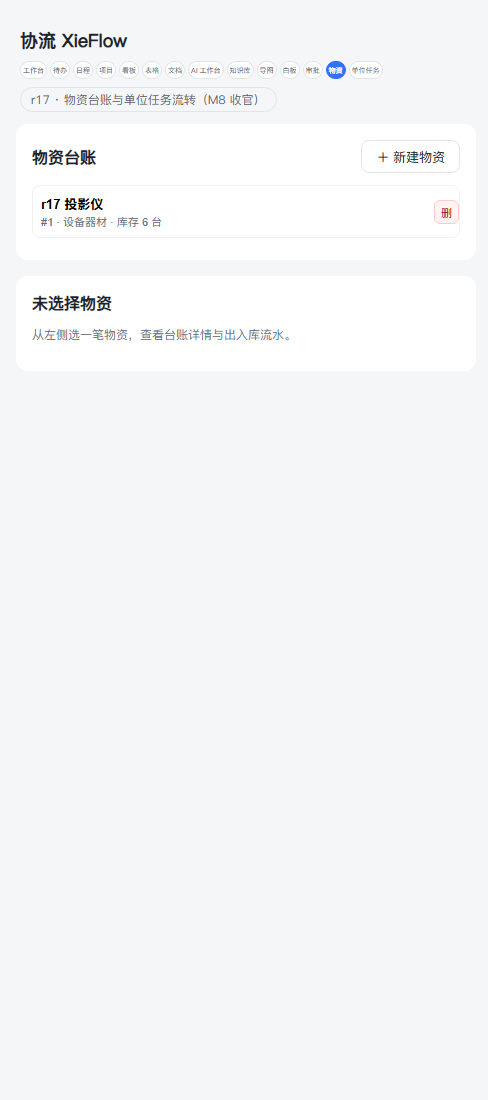 协流 XieFlow
工作台 待办 日程 项目 看板 表格 文档 AI 工作台 知识库 导图 白板 审批 物资 单位任务
r17 · 物资台账与单位任务流转（M8 收官）
物资台账
＋ 新建物资
r17 投影仪
#1 · 设备器材 · 库存 6 台
删
未选择物资
从左侧选一笔物资，查看台账详情与出入库流水。